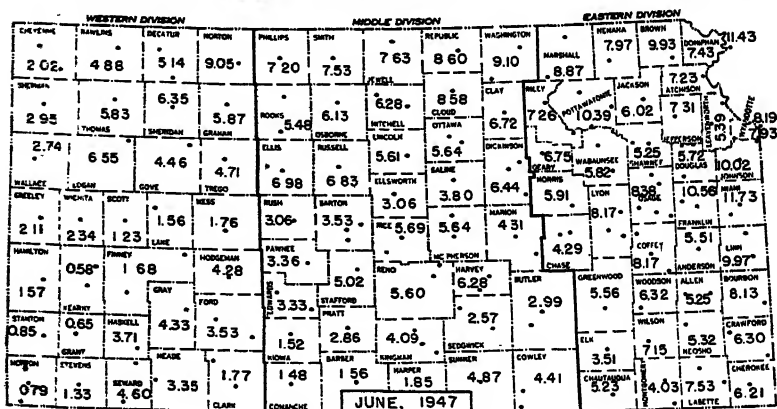 WESTERN DIVISION MIDDLE DIVISION EASTERN DIVISION
CHEYENNE RAWLINS DECATUR NORTON PHILLIPS SMITH JEWELL REPUBLIC WASHINGTON MARSHALL NEMAHA BROWN DONIPHAN
2.02 4.88 5.14 9.05 7.20 7.53 7.63 8.60 9.10 8.87 7.97 9.93 7.43 11.43
SHERMAN THOMAS SHERIDAN GRAHAM ROOKS OSBORNE MITCHELL CLOUD CLAY RILEY POTTAWATOMIE JACKSON ATCHISON
2.95 5.83 6.35 5.87 5.48 6.13 6.28 8.58 6.72 7.26 10.39 6.02 7.23
JEFFERSON LEAVENWORTH WYANDOTTE
7.31 5.39 8.19 7.93
WALLACE LOGAN GOVE TREGO ELLIS RUSSELL LINCOLN OTTAWA DICKINSON GEARY WABAUNSEE SHAWNEE DOUGLAS JOHNSON
2.74 6.55 4.46 4.71 6.98 6.83 5.61 5.64 6.44 6.75 5.82 5.25 5.72 10.02
ELLSWORTH SALINE MORRIS LYON OSAGE MIAMI
3.06 3.80 5.91 8.17 8.38 10.56 11.73
GREELEY WICHITA SCOTT LANE NESS RUSH BARTON RICE MC PHERSON MARION CHASE FRANKLIN
2.11 2.34 1.23 1.56 1.76 3.06 3.53 5.69 5.64 4.31 4.29 5.51
HAMILTON KEARNY FINNEY HODGEMAN PAWNEE STAFFORD RENO HARVEY BUTLER GREENWOOD COFFEY ANDERSON LINN
1.57 0.58 1.68 4.28 3.36 5.02 5.60 6.28 2.99 5.56 8.17 9.97
GRAY FORD EDWARDS WOODSON ALLEN BOURBON
4.33 3.53 3.33 6.32 5.25 8.13
STANTON GRANT HASKELL PRATT KINGMAN SEDGWICK ELK WILSON NEOSHO CRAWFORD
0.85 0.65 3.71 2.86 4.09 2.57 3.51 7.15 5.32 6.30
KIOWA
1.52
MORTON STEVENS SEWARD MEADE CLARK COMANCHE BARBER HARPER SUMNER COWLEY CHAUTAUQUA MONTGOMERY LABETTE CHEROKEE
0.79 1.33 4.60 3.35 1.77 1.48 1.56 1.85 4.87 4.41 5.23 4.03 7.53 6.21
JUNE, 1947